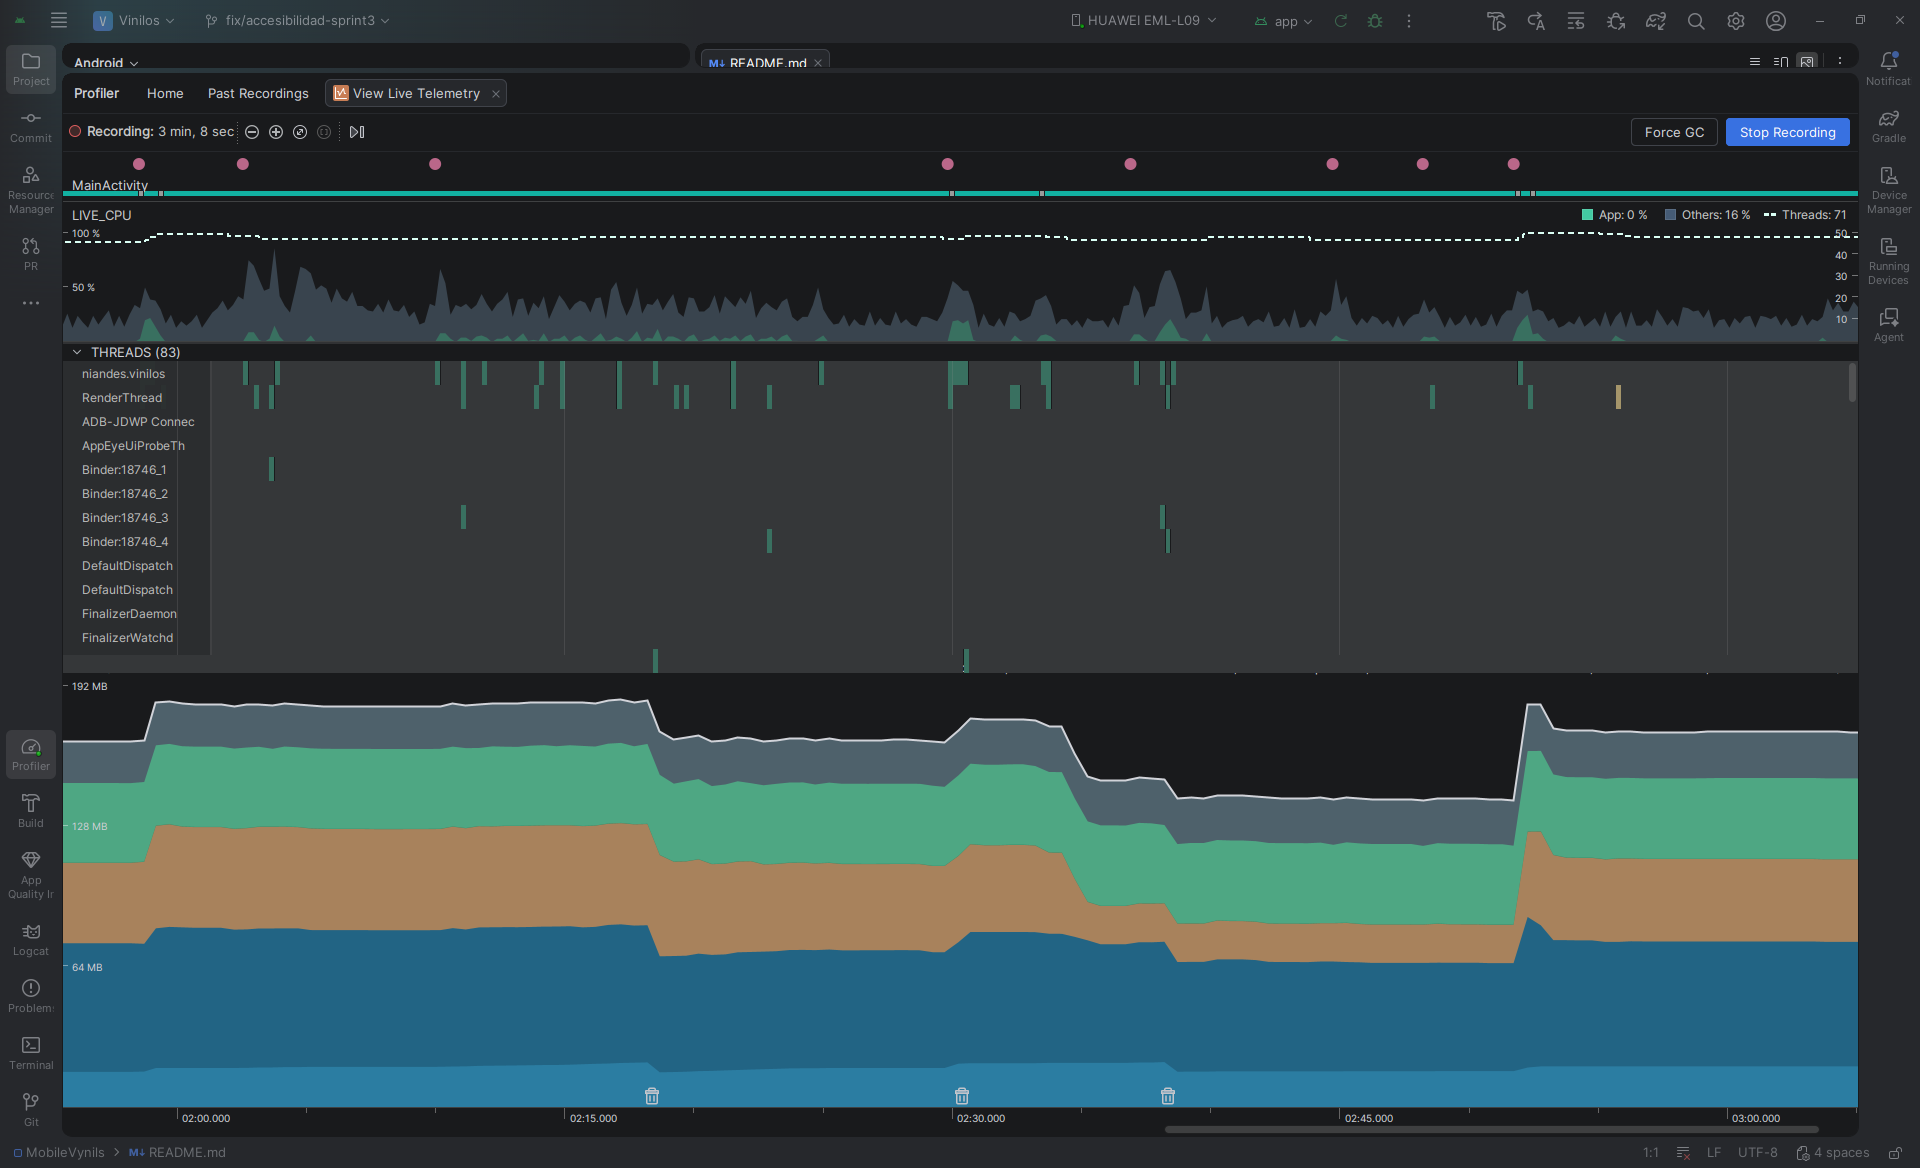 V Vinilos
fix/accesibilidad-sprint3
HUAWEI EML-L09
app
Android
M↓ README.md
Project
Commit
Resource
Manager
PR
Profiler
Build
App
Quality Ir
Logcat
Problem
Terminal
Git
Profiler
Home
Past Recordings
View Live Telemetry
Recording: 3 min, 8 sec
Force GC
Stop Recording
MainActivity
LIVE_CPU
App: 0 %
Others: 16 %
Threads: 71
100 %
50 %
50
40
30
20
10
THREADS (83)
niandes.vinilos
RenderThread
ADB-JDWP Connec
AppEyeUiProbeTh
Binder:18746_1
Binder:18746_2
Binder:18746_3
Binder:18746_4
DefaultDispatch
DefaultDispatch
FinalizerDaemon
FinalizerWatchd
192 MB
128 MB
64 MB
02:00.000
02:15.000
02:30.000
02:45.000
03:00.000
Notificat
Gradle
Device
Manager
Running
Devices
Agent
MobileVynils
M↓ README.md
1:1
LF
UTF-8
4 spaces